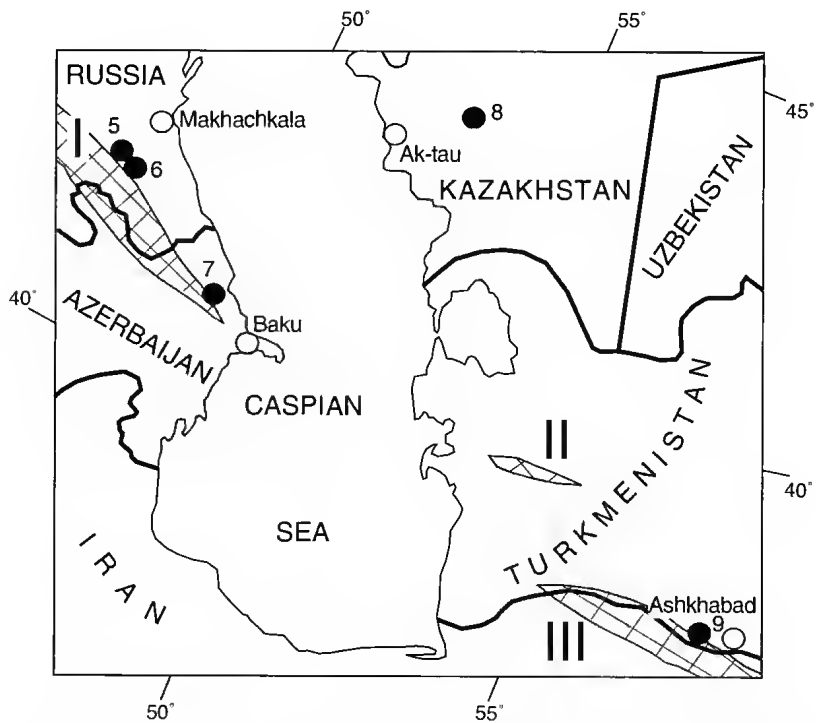 50°
55°
RUSSIA
45°
5
Makhachkala
8
I
6
Ak-tau
KAZAKHSTAN
UZBEKISTAN
7
40°
AZERBAIJAN
Baku
CASPIAN
II
TURKMENISTAN
40°
SEA
IRAN
Ashkhabad
9
III
50°
55°